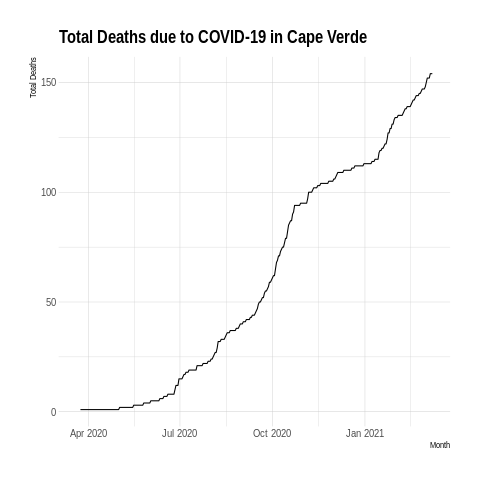 Total Deaths due to COVID-19 in Cape Verde
Total Deaths
150
100
50
0
Apr 2020 Jul 2020 Oct 2020 Jan 2021
Month